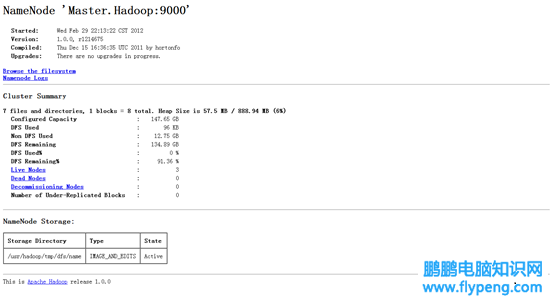 NameNode 'Master.Hadoop:9000'
Started: Wed Feb 29 22:13:22 CST 2012
Version: 1.0.0, r1214675
Compiled: Thu Dec 15 16:36:35 UTC 2011 by hortonfo
Upgrades: There are no upgrades in progress.
Browse the filesystem
Namenode Logs
Cluster Summary
7 files and directories, 1 blocks = 8 total. Heap Size is 57.5 MB / 888.94 MB (6%)
Configured Capacity : 147.65 GB
DFS Used : 96 KB
Non DFS Used : 12.75 GB
DFS Remaining : 134.89 GB
DFS Used% : 0 %
DFS Remaining% : 91.36 %
Live Nodes : 3
Dead Nodes : 0
Decommissioning Nodes : 0
Number of Under-Replicated Blocks : 0
NameNode Storage:
Storage Directory Type State
/usr/hadoop/tmp/dfs/name IMAGE_AND_EDITS Active
This is Apache Hadoop release 1.0.0
鹏鹏电脑知识网
www.flypeng.com